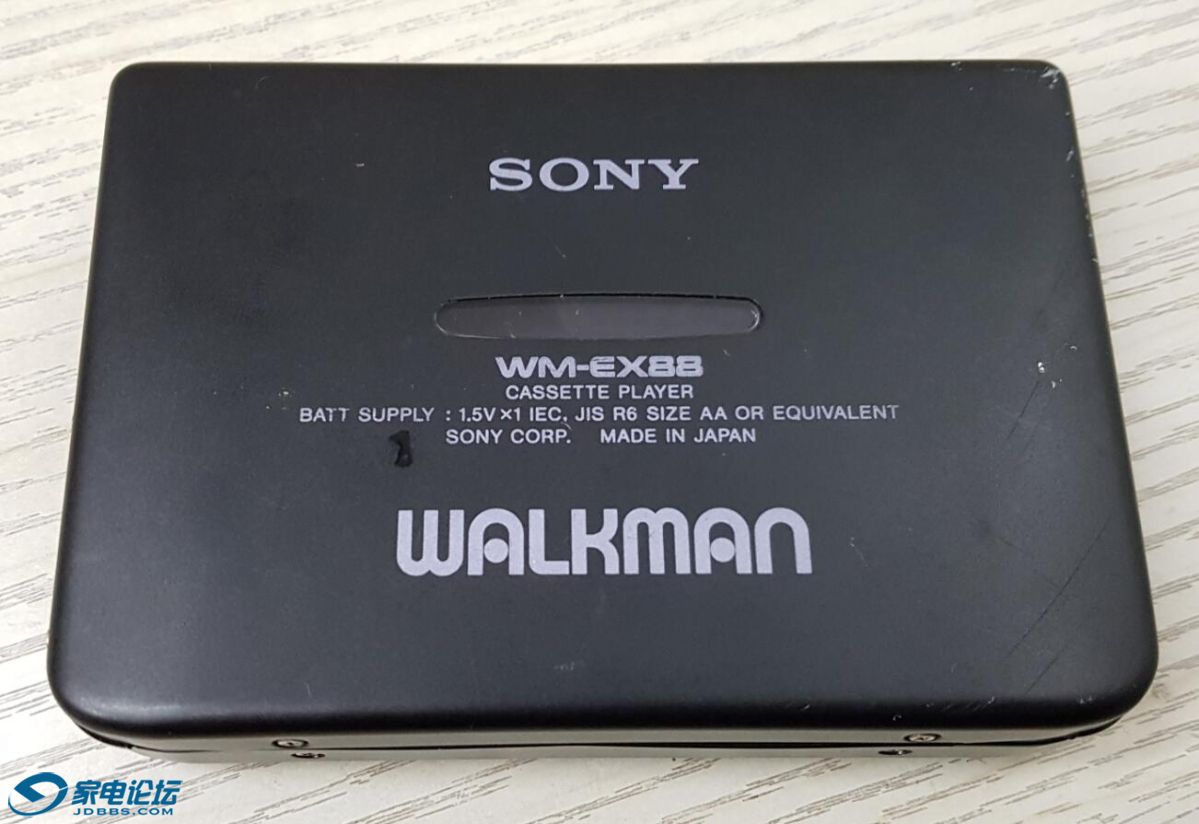 SONY
WM-EX88
CASSETTE PLAYER
BATT SUPPLY : 1.5V ×1 IEC, JIS R6 SIZE AA OR EQUIVALENT
SONY CORP. MADE IN JAPAN
WALKMAN
家电论坛
JDBBS.COM